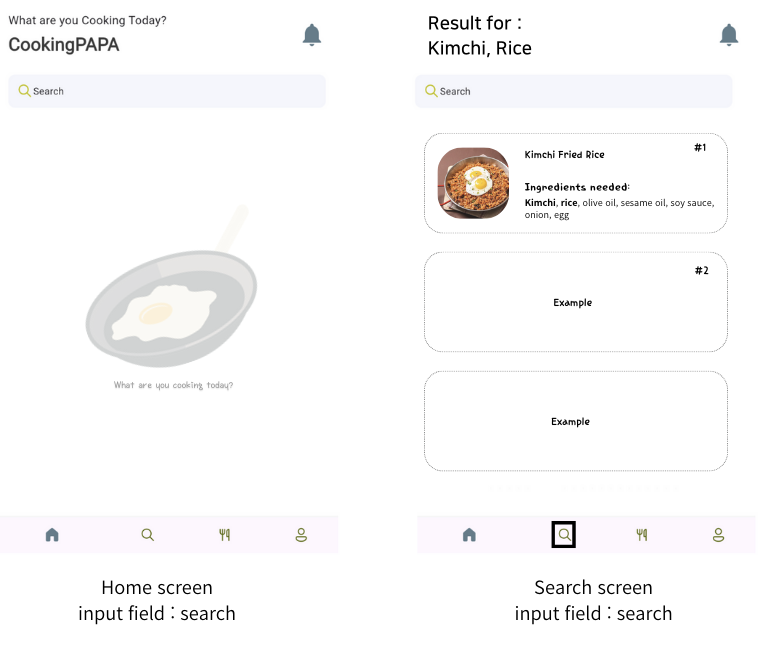 What are you Cooking Today?
CookingPAPA
Search
What are you cooking today?
Home screen
input field : search
Result for :
Kimchi, Rice
Search
#1
Kimchi Fried Rice
Ingredients needed:
Kimchi, rice, olive oil, sesame oil, soy sauce,
onion, egg
#2
Example
Example
Search screen
input field : search